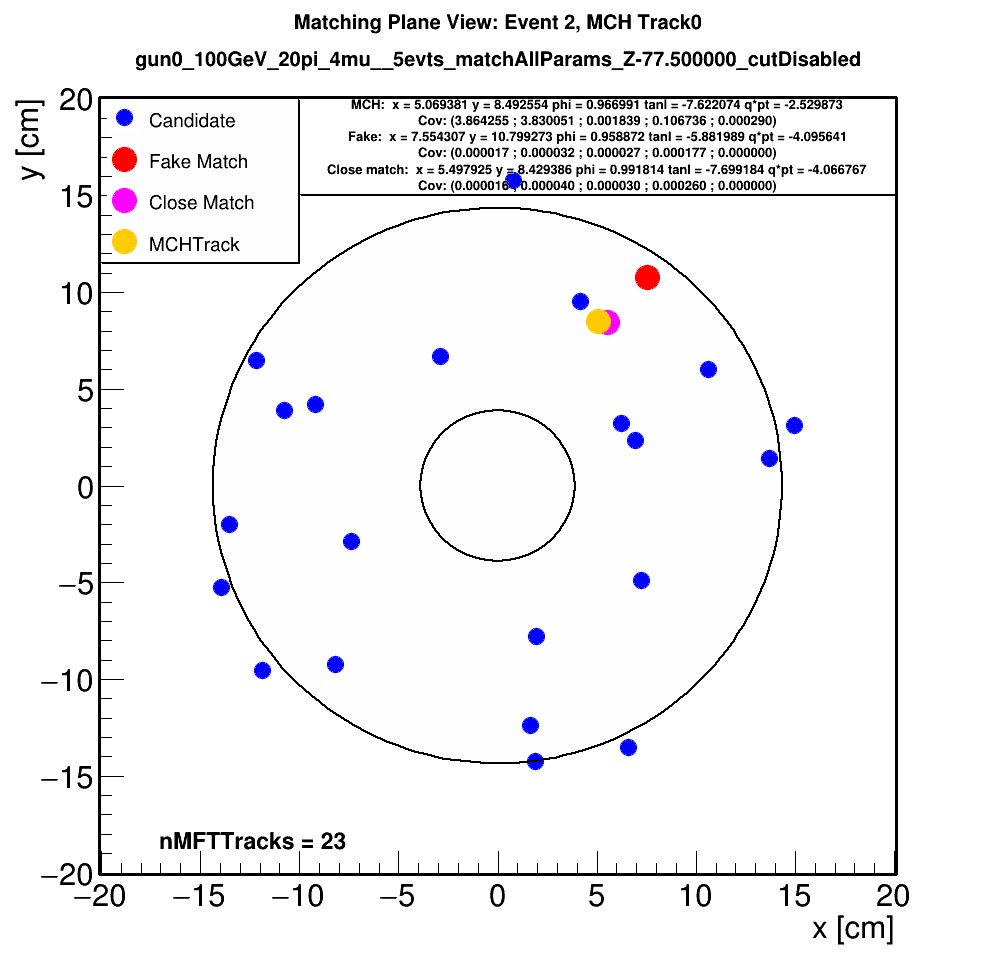 Matching Plane View: Event 2, MCH Track0
gun0_100GeV_20pi_4mu__5evts_matchAllParams_Z-77.500000_cutDisabled
y [cm]
Candidate
Fake Match
Close Match
MCHTrack
MCH: x = 5.069381 y = 8.492554 phi = 0.966991 tanl = -7.622074 q*pt = -2.529873
Cov: (3.864255 ; 3.830051 ; 0.001839 ; 0.106736 ; 0.000290)
Fake: x = 7.554307 y = 10.799273 phi = 0.958872 tanl = -5.881989 q*pt = -4.095641
Cov: (0.000017 ; 0.000032 ; 0.000027 ; 0.000177 ; 0.000000)
Close match: x = 5.497925 y = 8.429386 phi = 0.991814 tanl = -7.699184 q*pt = -4.066767
Cov: (0.000016 ; 0.000040 ; 0.000030 ; 0.000260 ; 0.000000)
20
15
10
5
0
−5
−10
−15
−20
nMFTTracks = 23
−20 −15 −10 −5 0 5 10 15 20
x [cm]